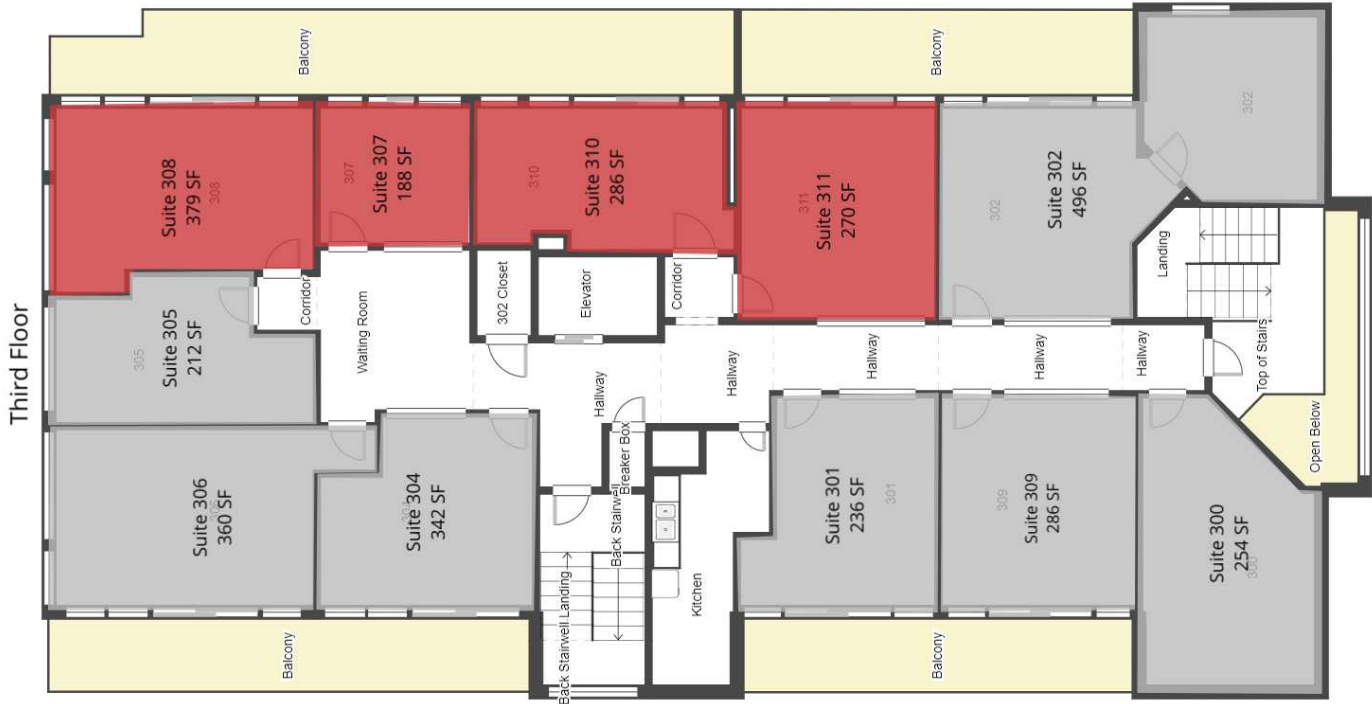 Third Floor
Balcony
Balcony
Suite 308
379 SF
308
307
Suite 307
188 SF
310
Suite 310
286 SF
311
Suite 311
270 SF
302
Suite 302
496 SF
302
305
Suite 305
212 SF
Corridor
Waiting Room
302 Closet
Elevator
Corridor
Landing
Top of Stairs
Open Below
Hallway
Hallway
Hallway
Hallway
Hallway
Suite 306
360 SF
Suite 304
342 SF
Breaker Box
Back Stairwell
Back Stairwell Landing
Kitchen
Suite 301
236 SF
301
309
Suite 309
286 SF
Suite 300
254 SF
300
Balcony
Balcony